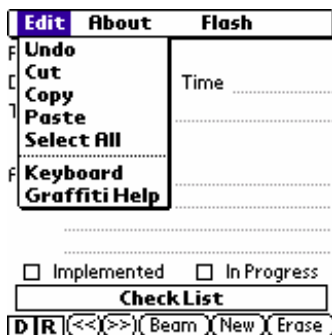 Edit About Flash
Undo
Cut
Copy
Time
Paste
Select All
Keyboard
Graffiti Help
Implemented In Progress
Check List
D R << >> Beam New Erase